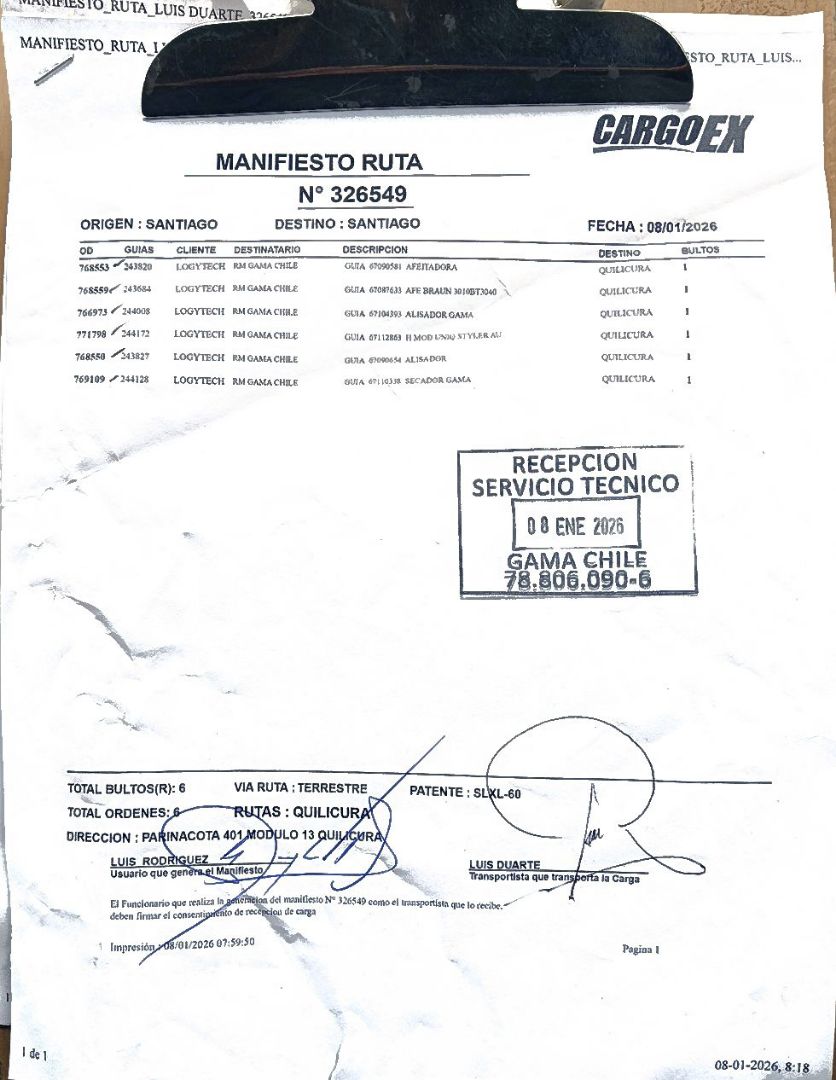 MANIFIESTO_RUTA_LUIS DUARTE_3265
MANIFIESTO_RUTA_L
STO_RUTA_LUIS...
CARGOEX
MANIFIESTO RUTA
N° 326549
ORIGEN : SANTIAGO DESTINO : SANTIAGO FECHA : 08/01/2026
OD GUIAS CLIENTE DESTINATARIO DESCRIPCION DESTINO BULTOS
768553 243820 LOGYTECH RM GAMA CHILE GUIA 67090581 AFEITADORA QUILICURA 1
768559 243684 LOGYTECH RM GAMA CHILE GUIA 67087633 AFE BRAUN 3010BT3040 QUILICURA 1
766973 244008 LOGYTECH RM GAMA CHILE GUIA 67104393 ALISADOR GAMA QUILICURA 1
771798 244172 LOGYTECH RM GAMA CHILE GUIA 67112863 H MOD UNIQ STYLER AU QUILICURA 1
768550 243827 LOGYTECH RM GAMA CHILE GUIA 67090654 ALISADOR QUILICURA 1
769109 244128 LOGYTECH RM GAMA CHILE GUIA 67110338 SECADOR GAMA QUILICURA 1
RECEPCION
SERVICIO TECNICO
08 ENE 2026
GAMA CHILE
78.806.090-6
TOTAL BULTOS(R): 6 VIA RUTA : TERRESTRE PATENTE : SLXL-60
TOTAL ORDENES: 6 RUTAS : QUILICURA
DIRECCION : PARINACOTA 401 MODULO 13 QUILICURA
LUIS RODRIGUEZ LUIS DUARTE
Usuario que genera el Manifiesto Transportista que transporta la Carga
El Funcionario que realiza la generacion del manifiesto N° 326549 como el transportista que lo recibe.
deben firmar el consentimiento de recepcion de carga
Impresión : 08/01/2026 07:59:50 Pagina 1
1 de 1
08-01-2026, 8:18